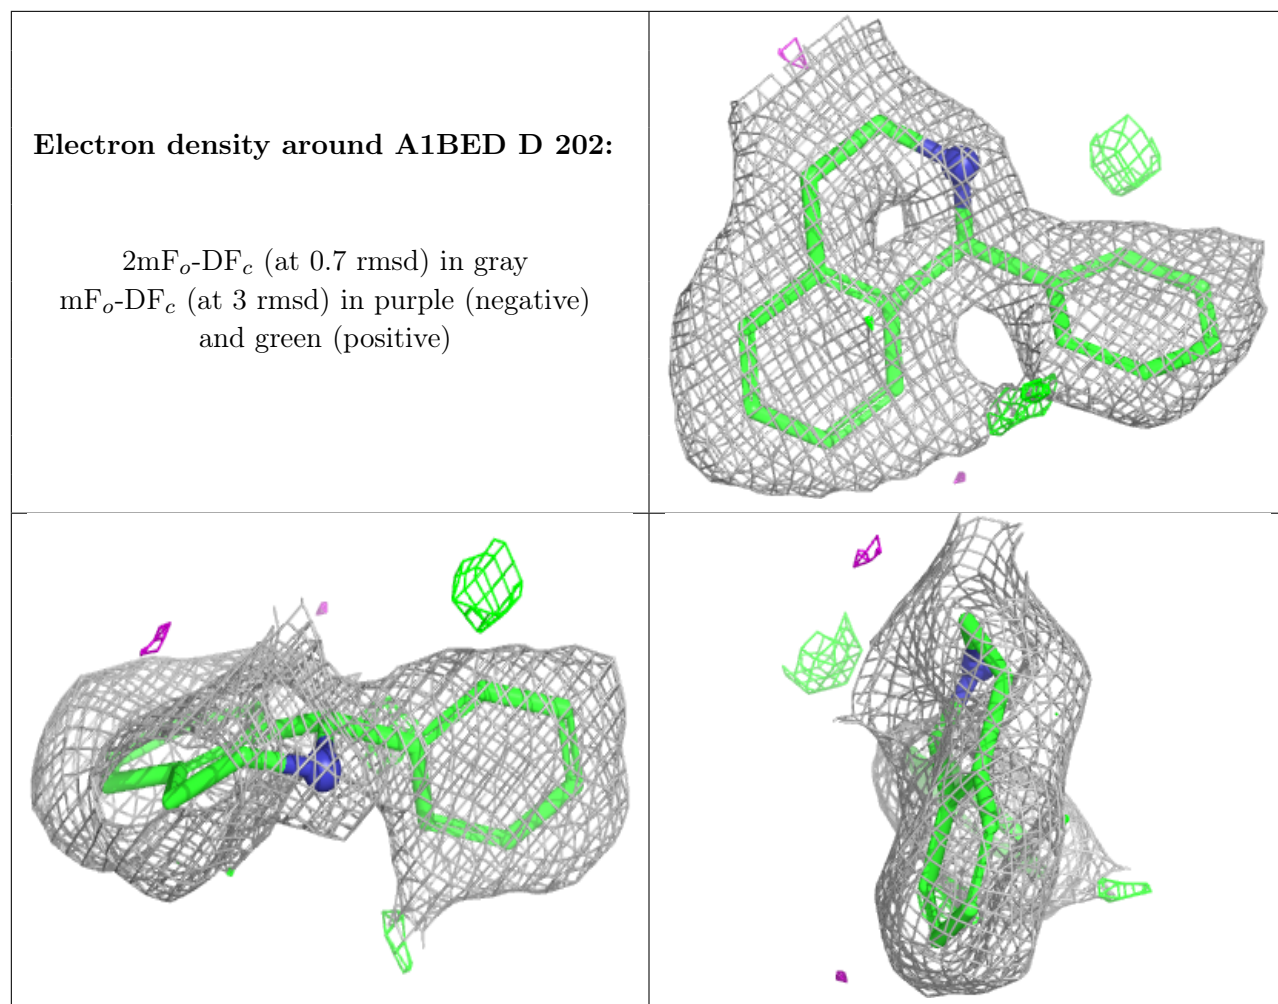 Electron density around A1BED D 202:
2mFₒ-DF𝒸 (at 0.7 rmsd) in gray
mFₒ-DF𝒸 (at 3 rmsd) in purple (negative)
and green (positive)